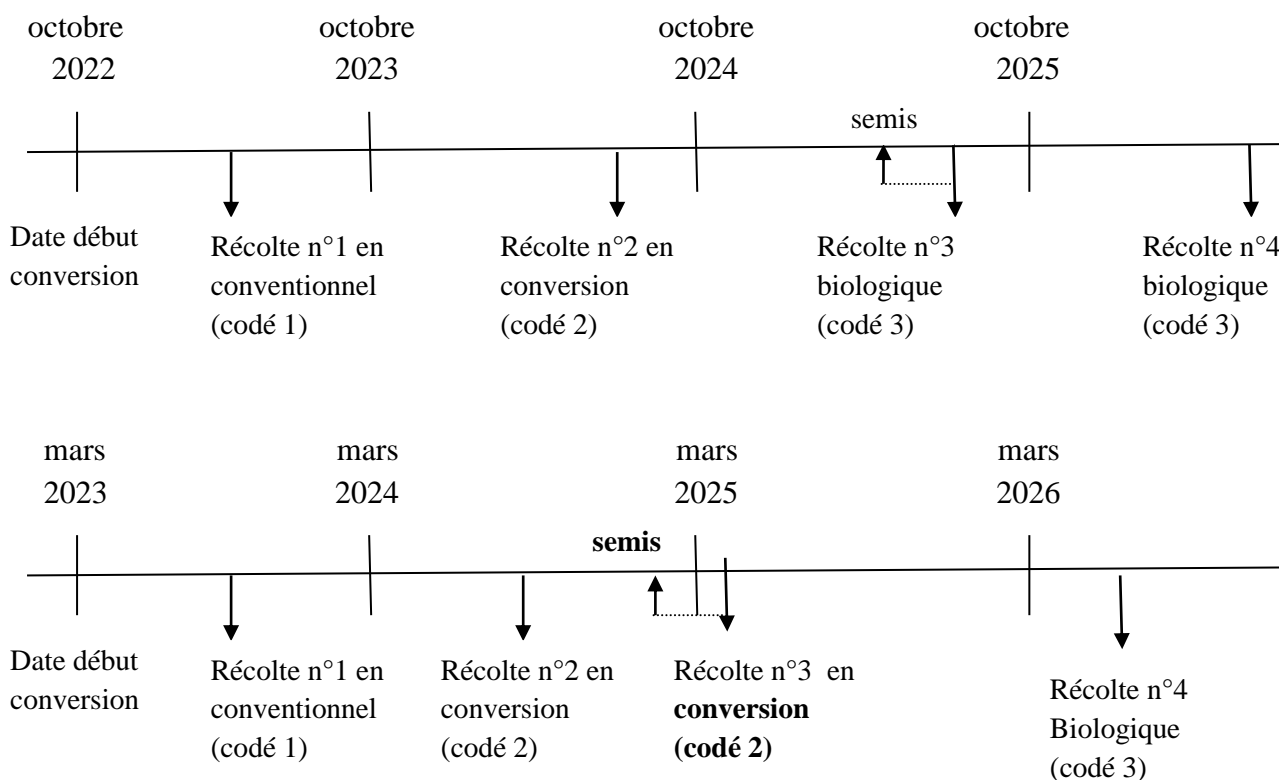 octobre
2022
octobre
2023
octobre
2024
octobre
2025
semis
Date début
conversion
Récolte n°1 en
conventionnel
(codé 1)
Récolte n°2 en
conversion
(codé 2)
Récolte n°3
biologique
(codé 3)
Récolte n°4
biologique
(codé 3)
mars
2023
mars
2024
mars
2025
mars
2026
semis
Date début
conversion
Récolte n°1 en
conventionnel
(codé 1)
Récolte n°2 en
conversion
(codé 2)
Récolte n°3 en
conversion
(codé 2)
Récolte n°4
Biologique
(codé 3)